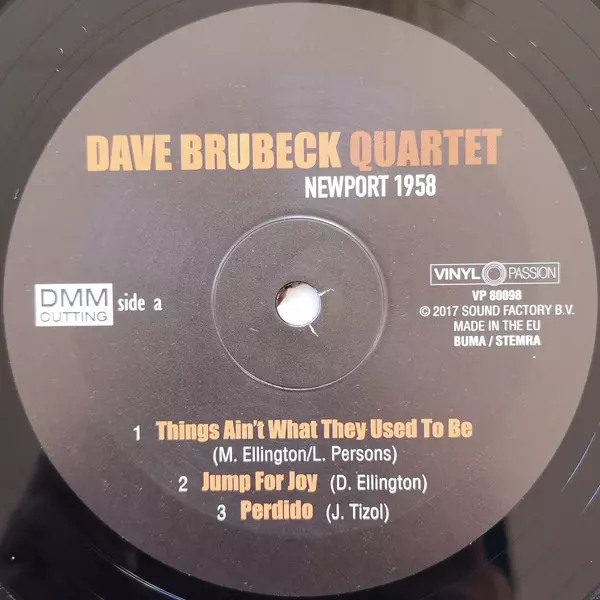 DAVE BRUBECK QUARTET
NEWPORT 1958
DMM
CUTTING
side a
VINYL PASSION
VP 80098
© 2017 SOUND FACTORY B.V.
MADE IN THE EU
BUMA / STEMRA
1 Things Ain't What They Used To Be
(M. Ellington/L. Persons)
2 Jump For Joy (D. Ellington)
3 Perdido (J. Tizol)